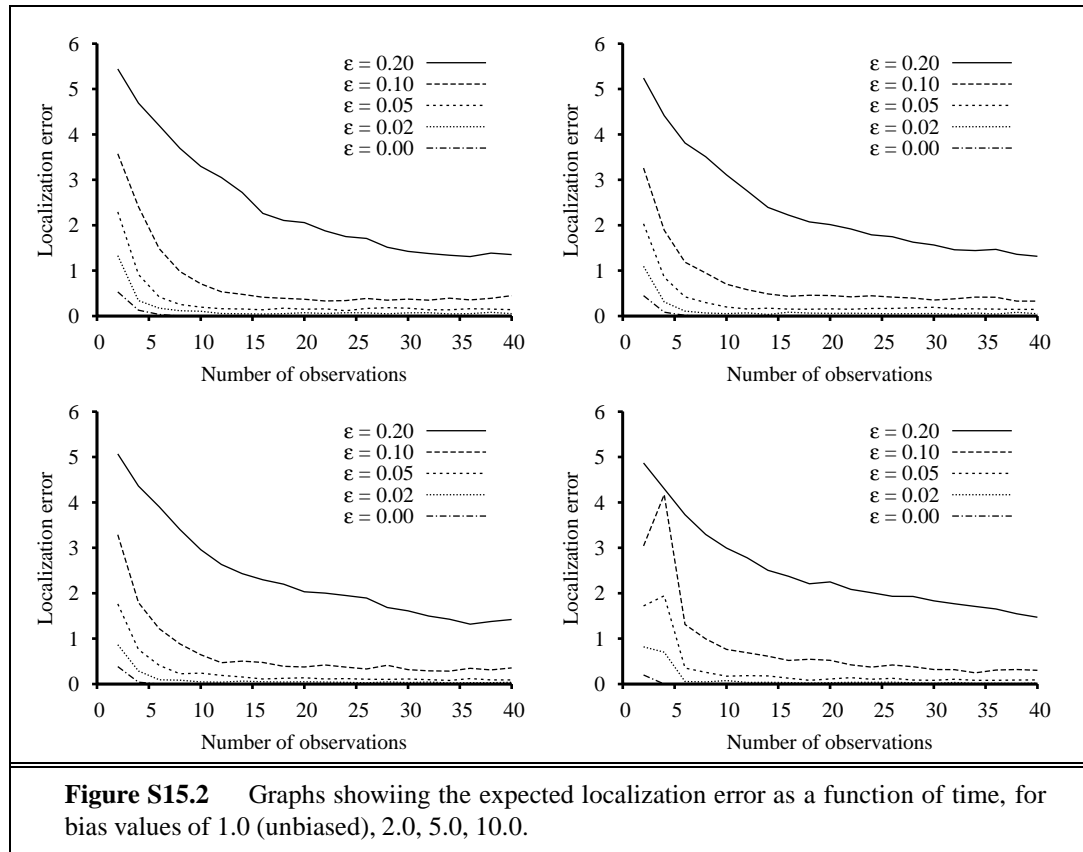 6
5
4
3
2
1
0
Localization error
0 5 10 15 20 25 30 35 40
Number of observations
ε = 0.20
ε = 0.10
ε = 0.05
ε = 0.02
ε = 0.00
6
5
4
3
2
1
0
Localization error
0 5 10 15 20 25 30 35 40
Number of observations
ε = 0.20
ε = 0.10
ε = 0.05
ε = 0.02
ε = 0.00
6
5
4
3
2
1
0
Localization error
0 5 10 15 20 25 30 35 40
Number of observations
ε = 0.20
ε = 0.10
ε = 0.05
ε = 0.02
ε = 0.00
6
5
4
3
2
1
0
Localization error
0 5 10 15 20 25 30 35 40
Number of observations
ε = 0.20
ε = 0.10
ε = 0.05
ε = 0.02
ε = 0.00
Figure S15.2 Graphs showiing the expected localization error as a function of time, for
bias values of 1.0 (unbiased), 2.0, 5.0, 10.0.